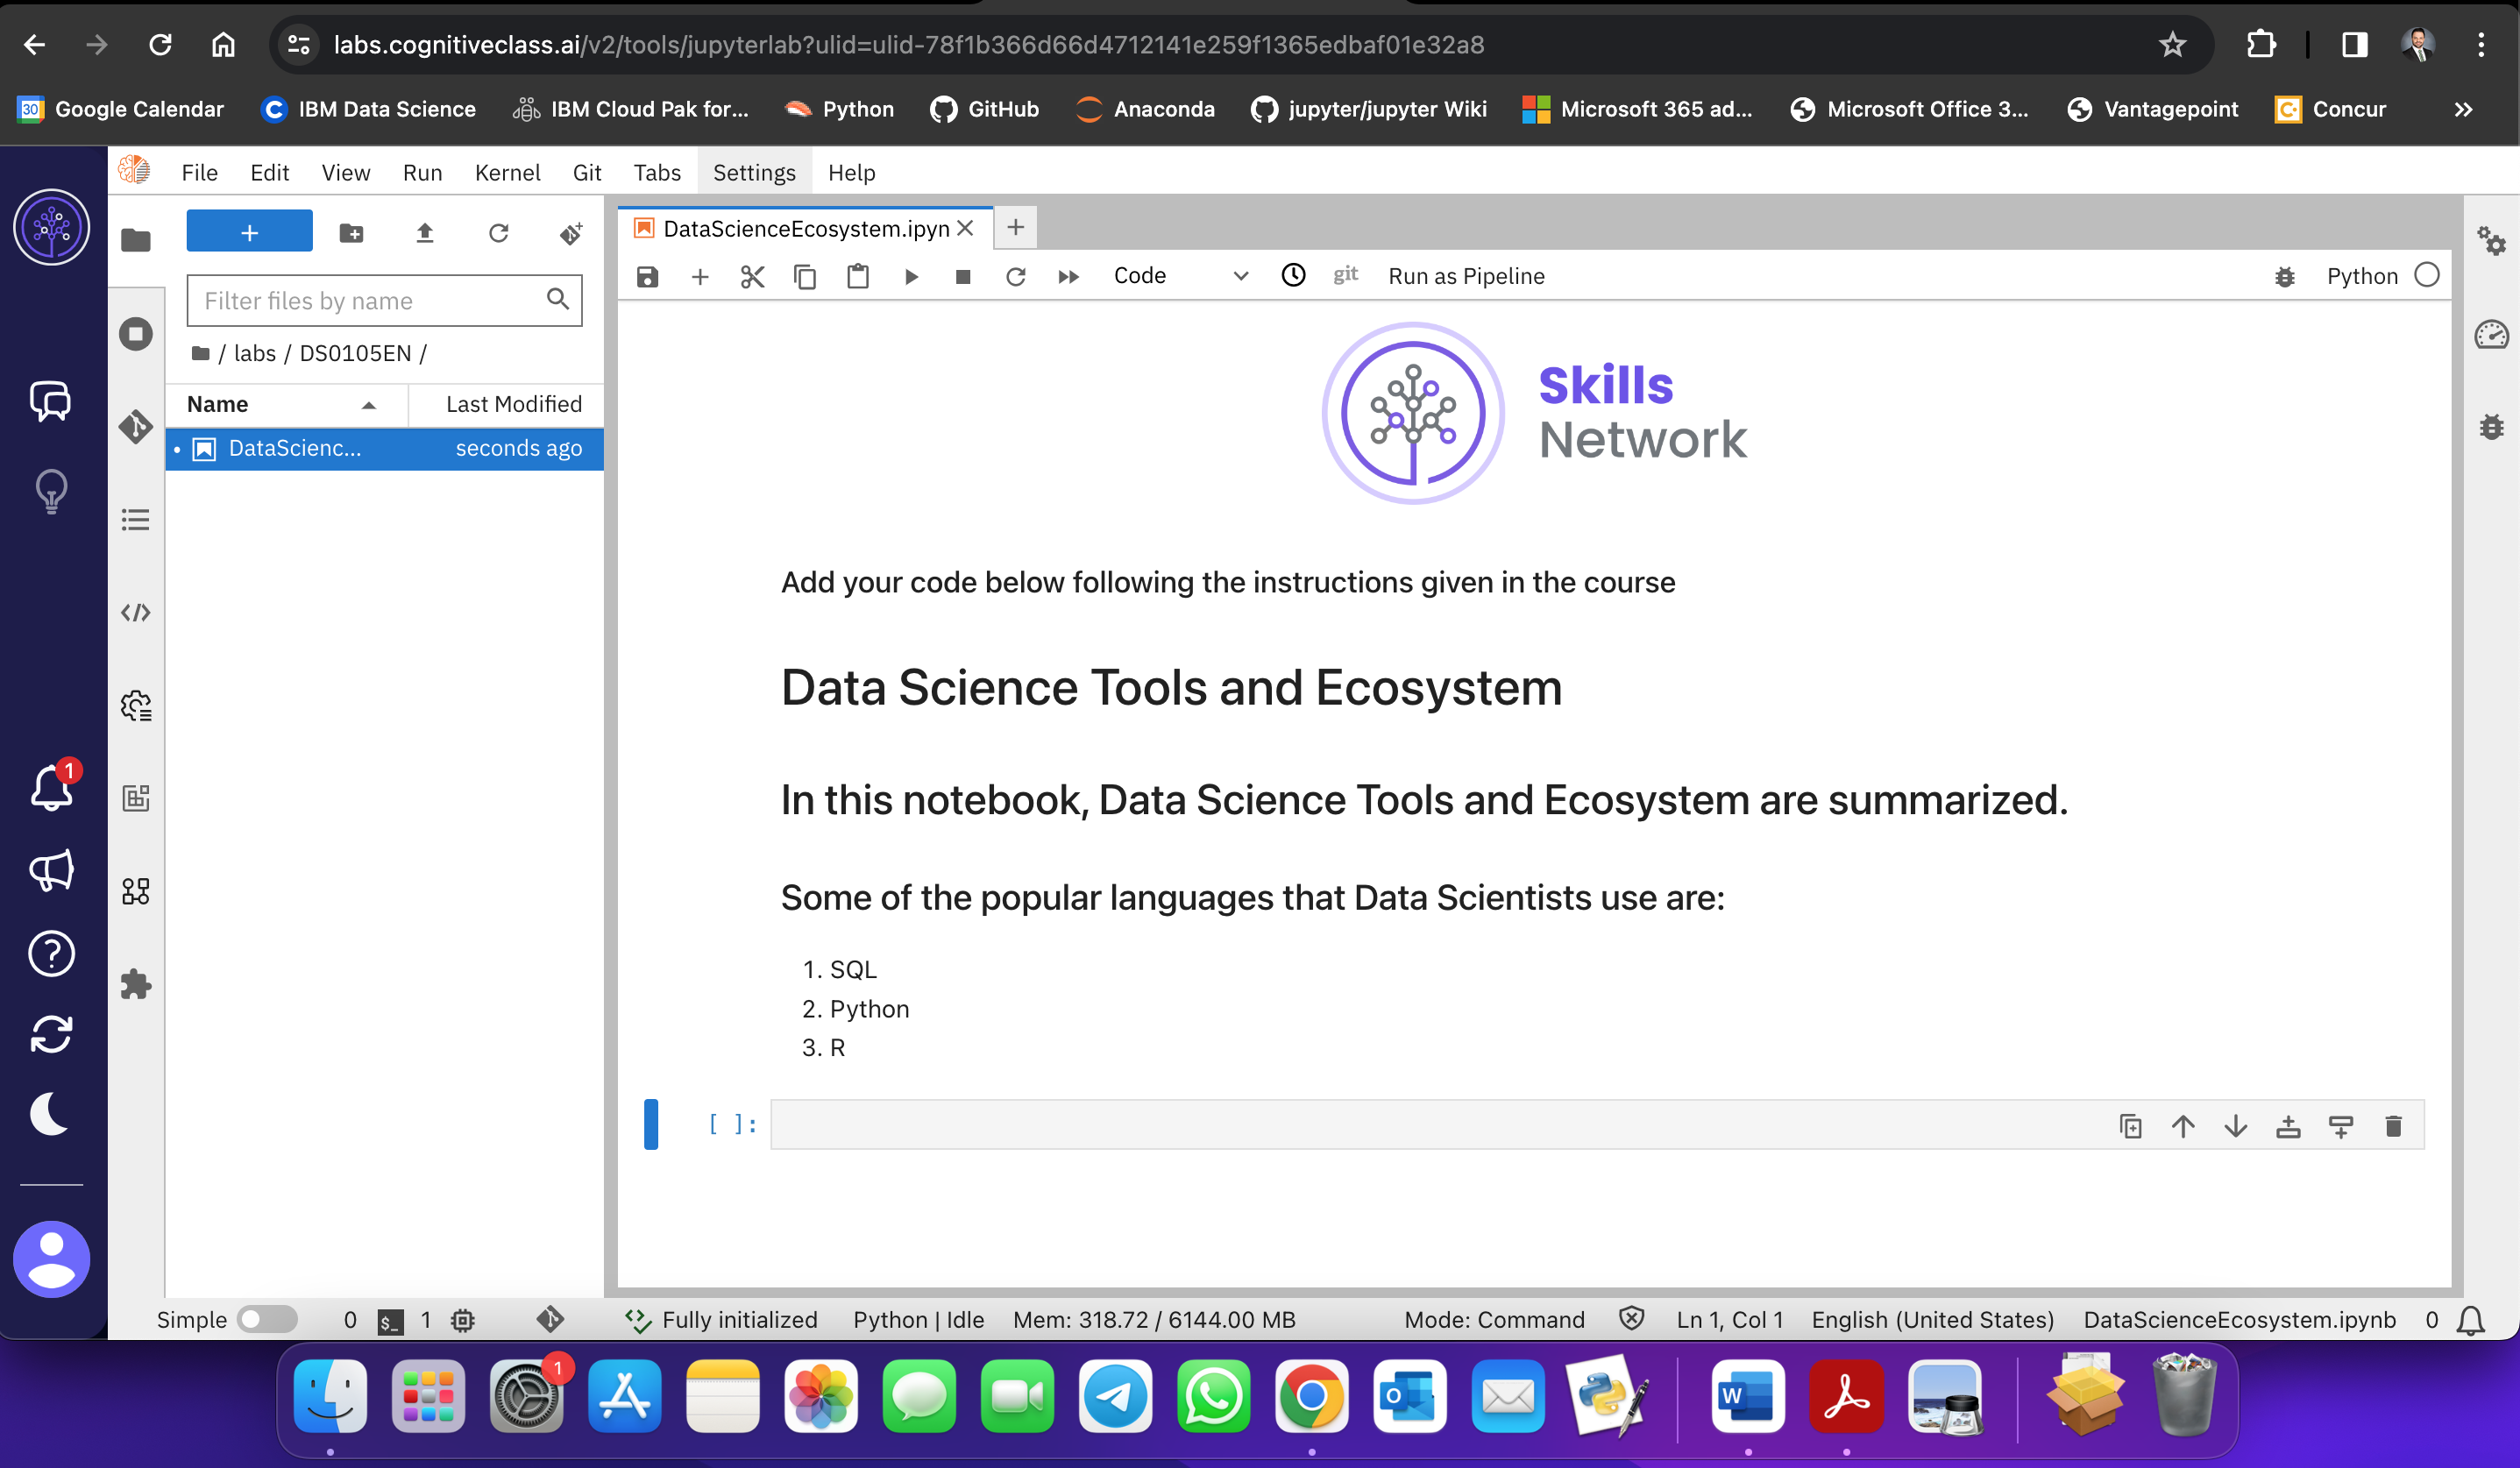 labs.cognitiveclass.ai/v2/tools/jupyterlab?ulid=ulid-78f1b366d66d4712141e259f1365edbaf01e32a8
30 Google Calendar C IBM Data Science IBM Cloud Pak for... Python GitHub Anaconda jupyter/jupyter Wiki Microsoft 365 ad... Microsoft Office 3... Vantagepoint C Concur »
File Edit View Run Kernel Git Tabs Settings Help
DataScienceEcosystem.ipyn
Code git Run as Pipeline Python
Filter files by name
/ labs / DS0105EN /
Name Last Modified
DataScienc... seconds ago
Skills
Network
Add your code below following the instructions given in the course
Data Science Tools and Ecosystem
In this notebook, Data Science Tools and Ecosystem are summarized.
Some of the popular languages that Data Scientists use are:
1. SQL
2. Python
3. R
[ ]:
1
Simple 0 $_ 1 Fully initialized Python | Idle Mem: 318.72 / 6144.00 MB Mode: Command Ln 1, Col 1 English (United States) DataScienceEcosystem.ipynb 0
1
O
W